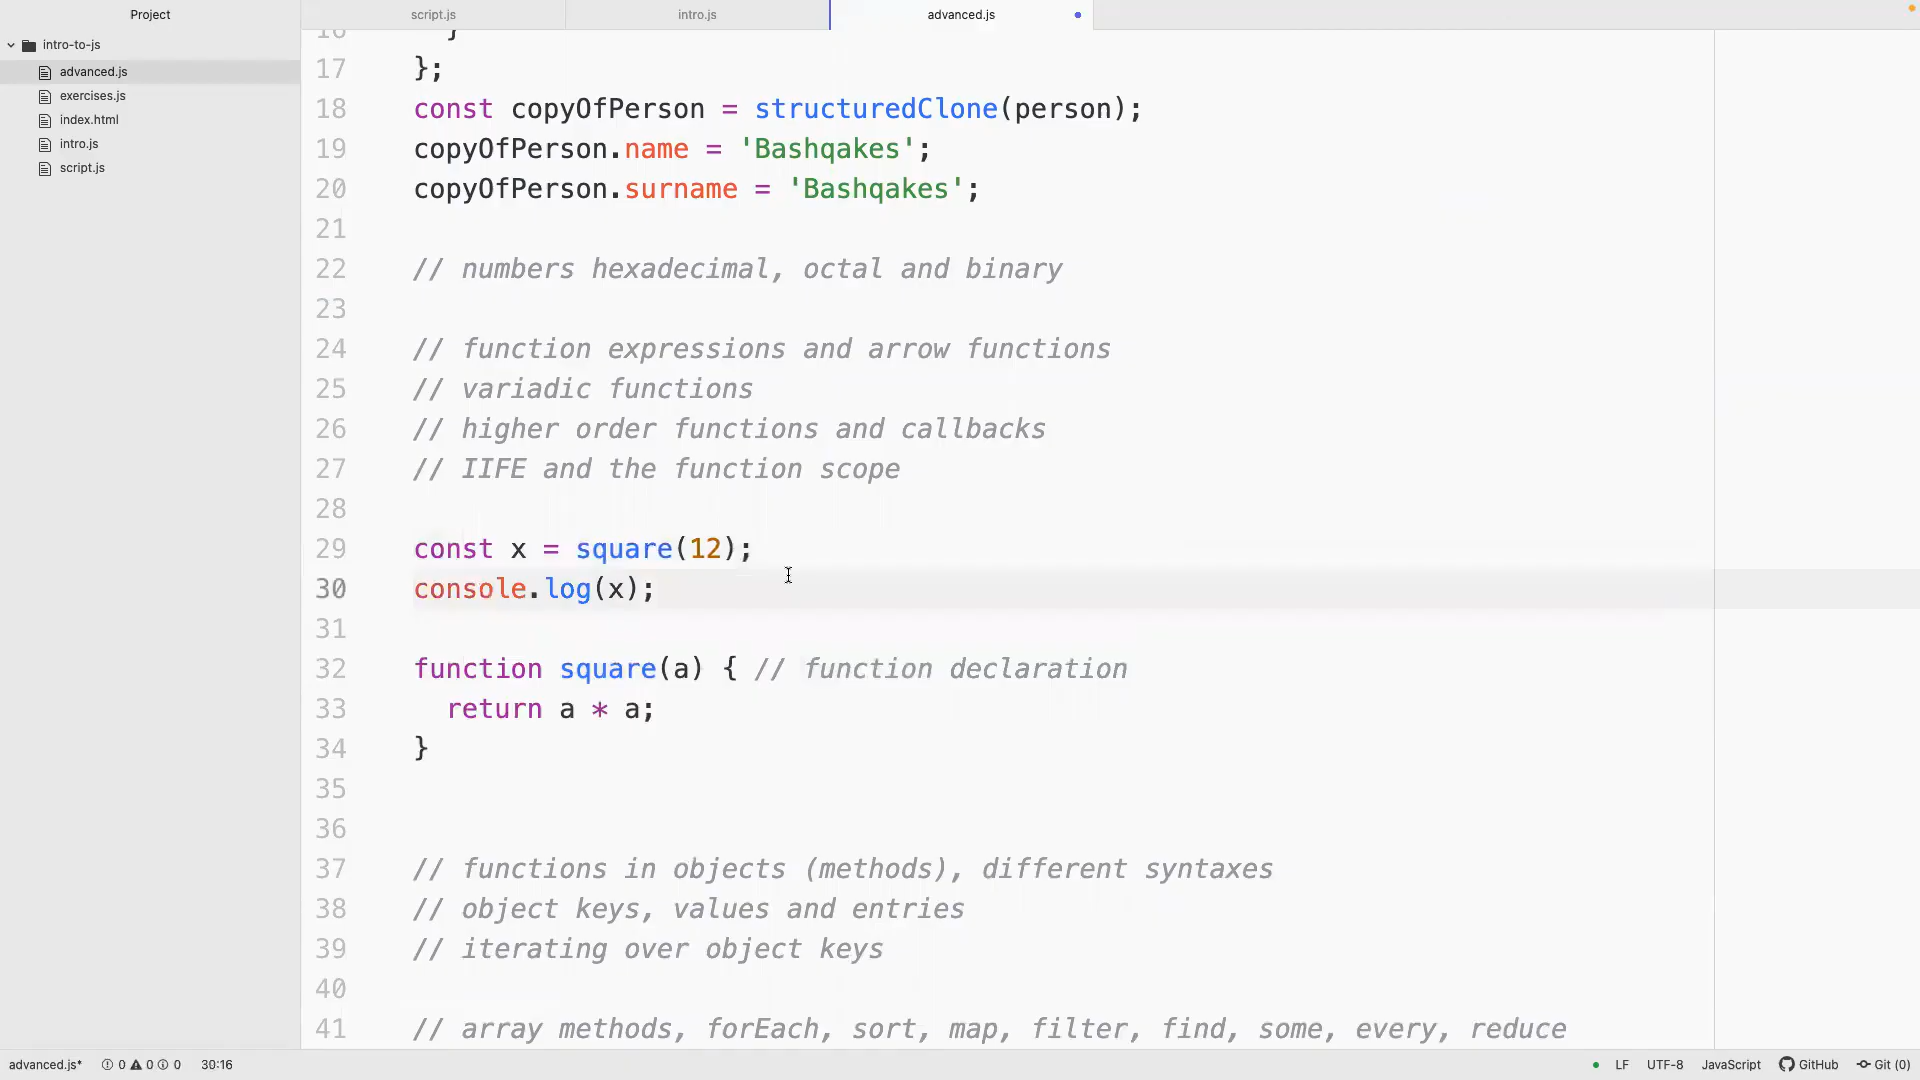 Project
script.js
intro.js
advanced.js
intro-to-js
advanced.js
exercises.js
index.html
intro.js
script.js
16 }
17 };
18 const copyOfPerson = structuredClone(person);
19 copyOfPerson.name = 'Bashqakes';
20 copyOfPerson.surname = 'Bashqakes';
21
22 // numbers hexadecimal, octal and binary
23
24 // function expressions and arrow functions
25 // variadic functions
26 // higher order functions and callbacks
27 // IIFE and the function scope
28
29 const x = square(12);
30 console.log(x);
31
32 function square(a) { // function declaration
33 return a * a;
34 }
35
36
37 // functions in objects (methods), different syntaxes
38 // object keys, values and entries
39 // iterating over object keys
40
41 // array methods, forEach, sort, map, filter, find, some, every, reduce
advanced.js* 0 0 0 30:16 LF UTF-8 JavaScript GitHub Git (0)